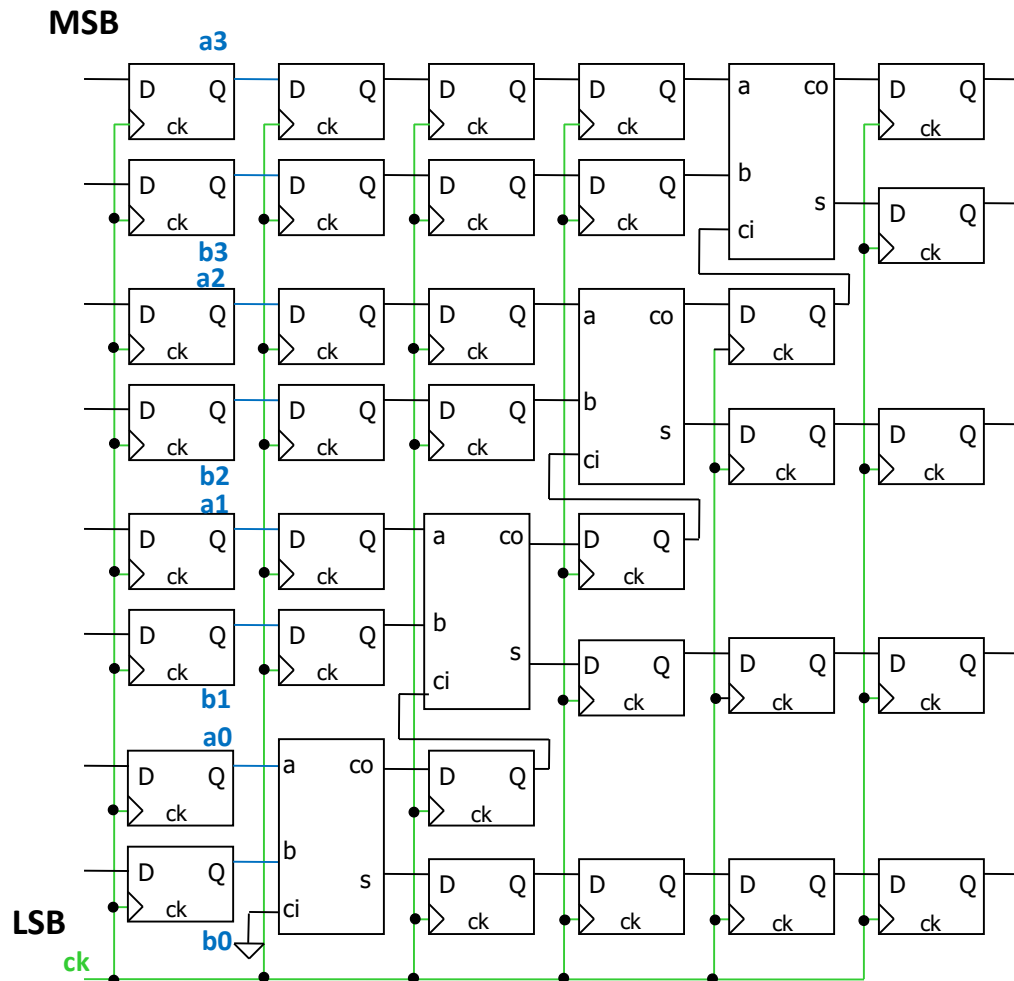 MSB
a3
D Q D Q D Q D Q a co D Q
ck ck ck ck ck
D Q D Q D Q D Q b
s D Q
ck ck ck ck ci
ck
b3
a2
D Q D Q D Q a co D Q
ck ck ck ck
D Q D Q D Q b
s D Q D Q
ck ck ck ci
ck ck
b2
a1
D Q D Q a co D Q
ck ck ck
D Q D Q b
s D Q D Q D Q
ck ck ci
ck ck ck
b1
a0
D Q a co D Q
ck ck
D Q b
s D Q D Q D Q D Q
ck ci ck ck ck ck
LSB
b0
ck